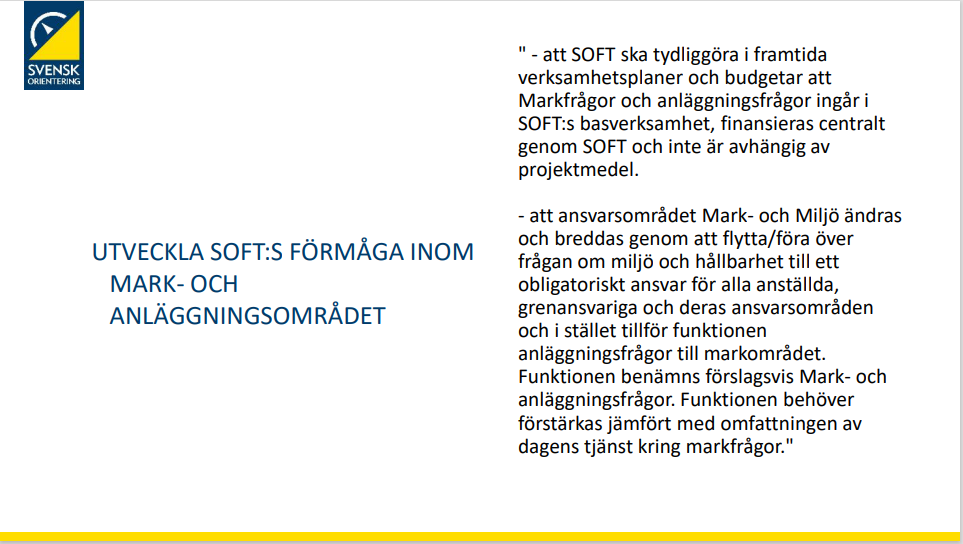 SVENSK
ORIENTERING
UTVECKLA SOFT:S FÖRMÅGA INOM
MARK- OCH
ANLÄGGNINGSOMRÅDET
" - att SOFT ska tydliggöra i framtida
verksamhetsplaner och budgetar att
Markfrågor och anläggningsfrågor ingår i
SOFT:s basverksamhet, finansieras centralt
genom SOFT och inte är avhängig av
projektmedel.
- att ansvarsområdet Mark- och Miljö ändras
och breddas genom att flytta/föra över
frågan om miljö och hållbarhet till ett
obligatoriskt ansvar för alla anställda,
grenansvariga och deras ansvarsområden
och i stället tillför funktionen
anläggningsfrågor till markområdet.
Funktionen benämns förslagsvis Mark- och
anläggningsfrågor. Funktionen behöver
förstärkas jämfört med omfattningen av
dagens tjänst kring markfrågor."